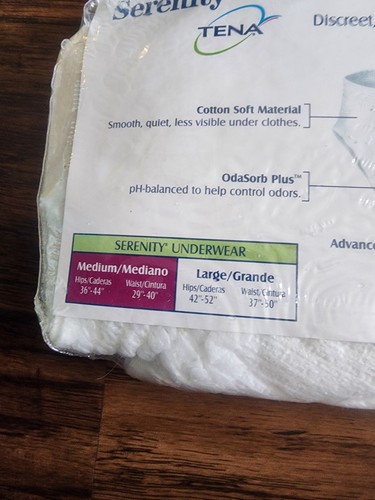 Serenity
TENA
Discreet,
Cotton Soft Material
Smooth, quiet, less visible under clothes.
OdaSorb Plus™
pH-balanced to help control odors.
Advance
SERENITY® UNDERWEAR
Medium/Mediano
Hips/Caderas Waist/Cintura
36"-44" 29"-40"
Large/Grande
Hips/Caderas Waist/Cintura
42"-52" 37"-50"